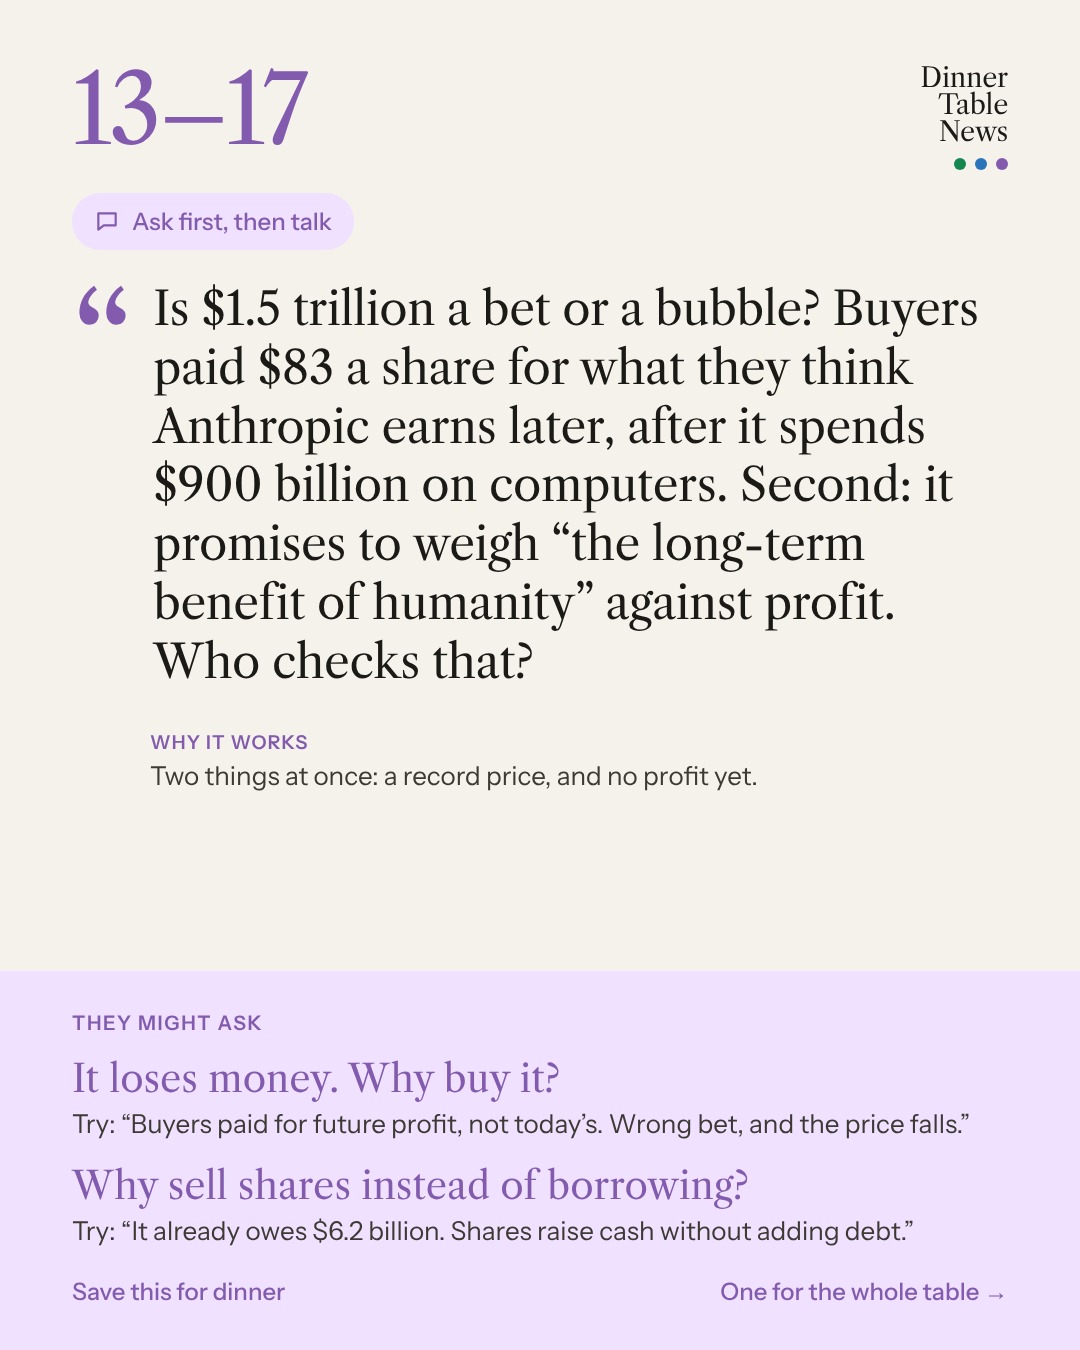 13–17
Dinner
Table
News
Ask first, then talk
“ Is $1.5 trillion a bet or a bubble? Buyers
paid $83 a share for what they think
Anthropic earns later, after it spends
$900 billion on computers. Second: it
promises to weigh “the long-term
benefit of humanity” against profit.
Who checks that?
WHY IT WORKS
Two things at once: a record price, and no profit yet.
THEY MIGHT ASK
It loses money. Why buy it?
Try: “Buyers paid for future profit, not today’s. Wrong bet, and the price falls.”
Why sell shares instead of borrowing?
Try: “It already owes $6.2 billion. Shares raise cash without adding debt.”
Save this for dinner
One for the whole table →